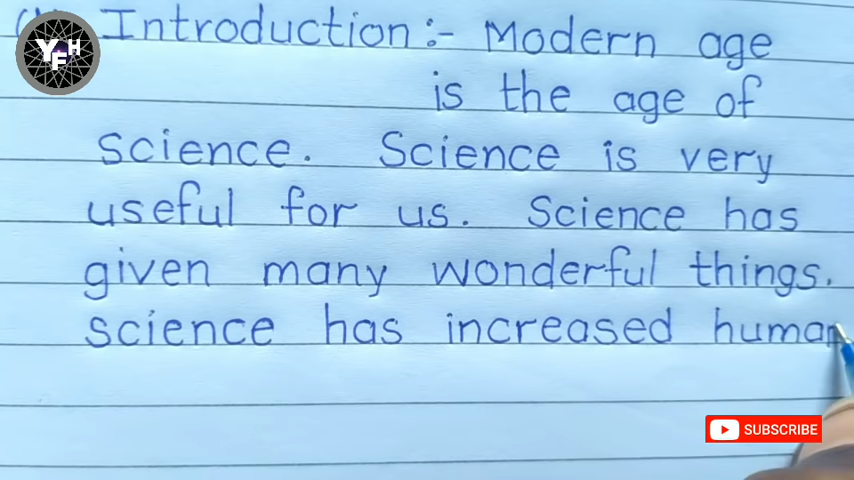 Introduction :- Modern age
is the age of
science. Science is very
useful for us. Science has
given many wonderful things.
science has increased human
YFH
SUBSCRIBE